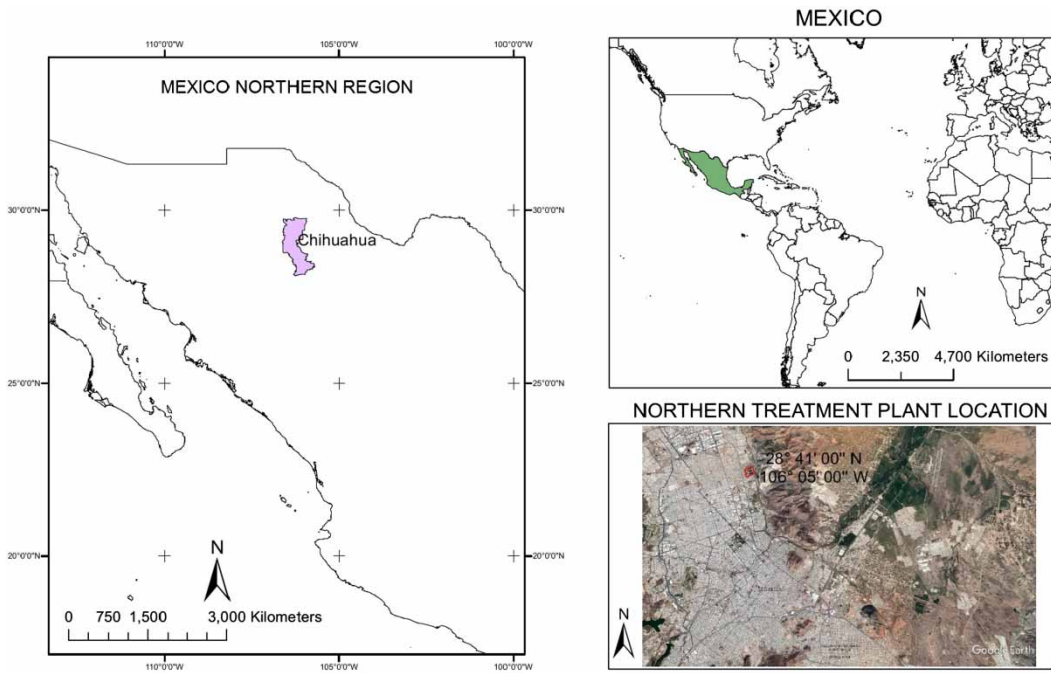 110°0'0"W 105°0'0"W 100°0'0"W
MEXICO NORTHERN REGION
30°0'0"N 30°0'0"N
Chihuahua
25°0'0"N 25°0'0"N
20°0'0"N 20°0'0"N
N
0 750 1,500 3,000 Kilometers
110°0'0"W 105°0'0"W 100°0'0"W
MEXICO
N
0 2,350 4,700 Kilometers
NORTHERN TREATMENT PLANT LOCATION
28° 41' 00" N
106° 05' 00" W
N
Google Earth